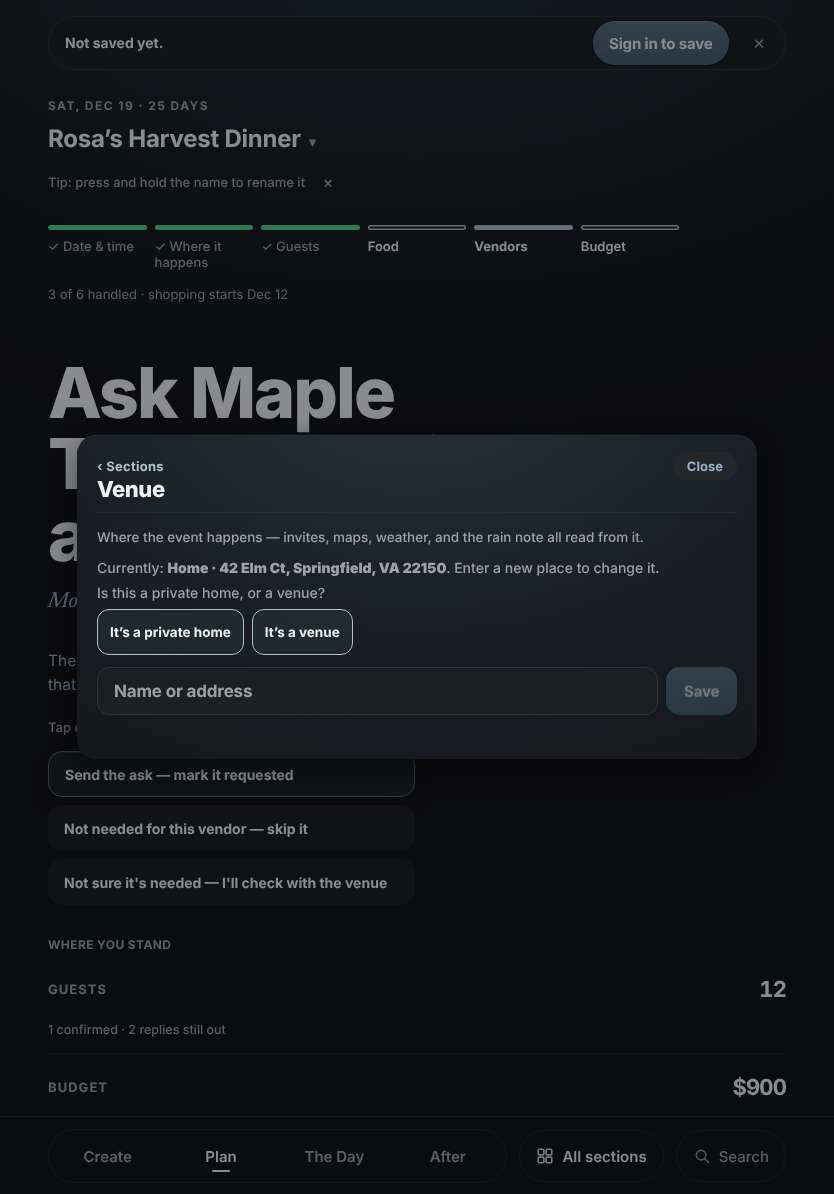 Not saved yet.
Sign in to save
×
SAT, DEC 19 · 25 DAYS
Rosa’s Harvest Dinner ▾
Tip: press and hold the name to rename it ×
✓ Date & time
✓ Where it happens
✓ Guests
Food
Vendors
Budget
3 of 6 handled · shopping starts Dec 12
Ask Maple
T
a
Mo
‹ Sections
Venue
Close
Where the event happens — invites, maps, weather, and the rain note all read from it.
Currently: Home · 42 Elm Ct, Springfield, VA 22150. Enter a new place to change it.
Is this a private home, or a venue?
It’s a private home
It’s a venue
Name or address
Save
The
that
Tap
Send the ask — mark it requested
Not needed for this vendor — skip it
Not sure it's needed — I'll check with the venue
WHERE YOU STAND
GUESTS
12
1 confirmed · 2 replies still out
BUDGET
$900
Create
Plan
The Day
After
All sections
Search